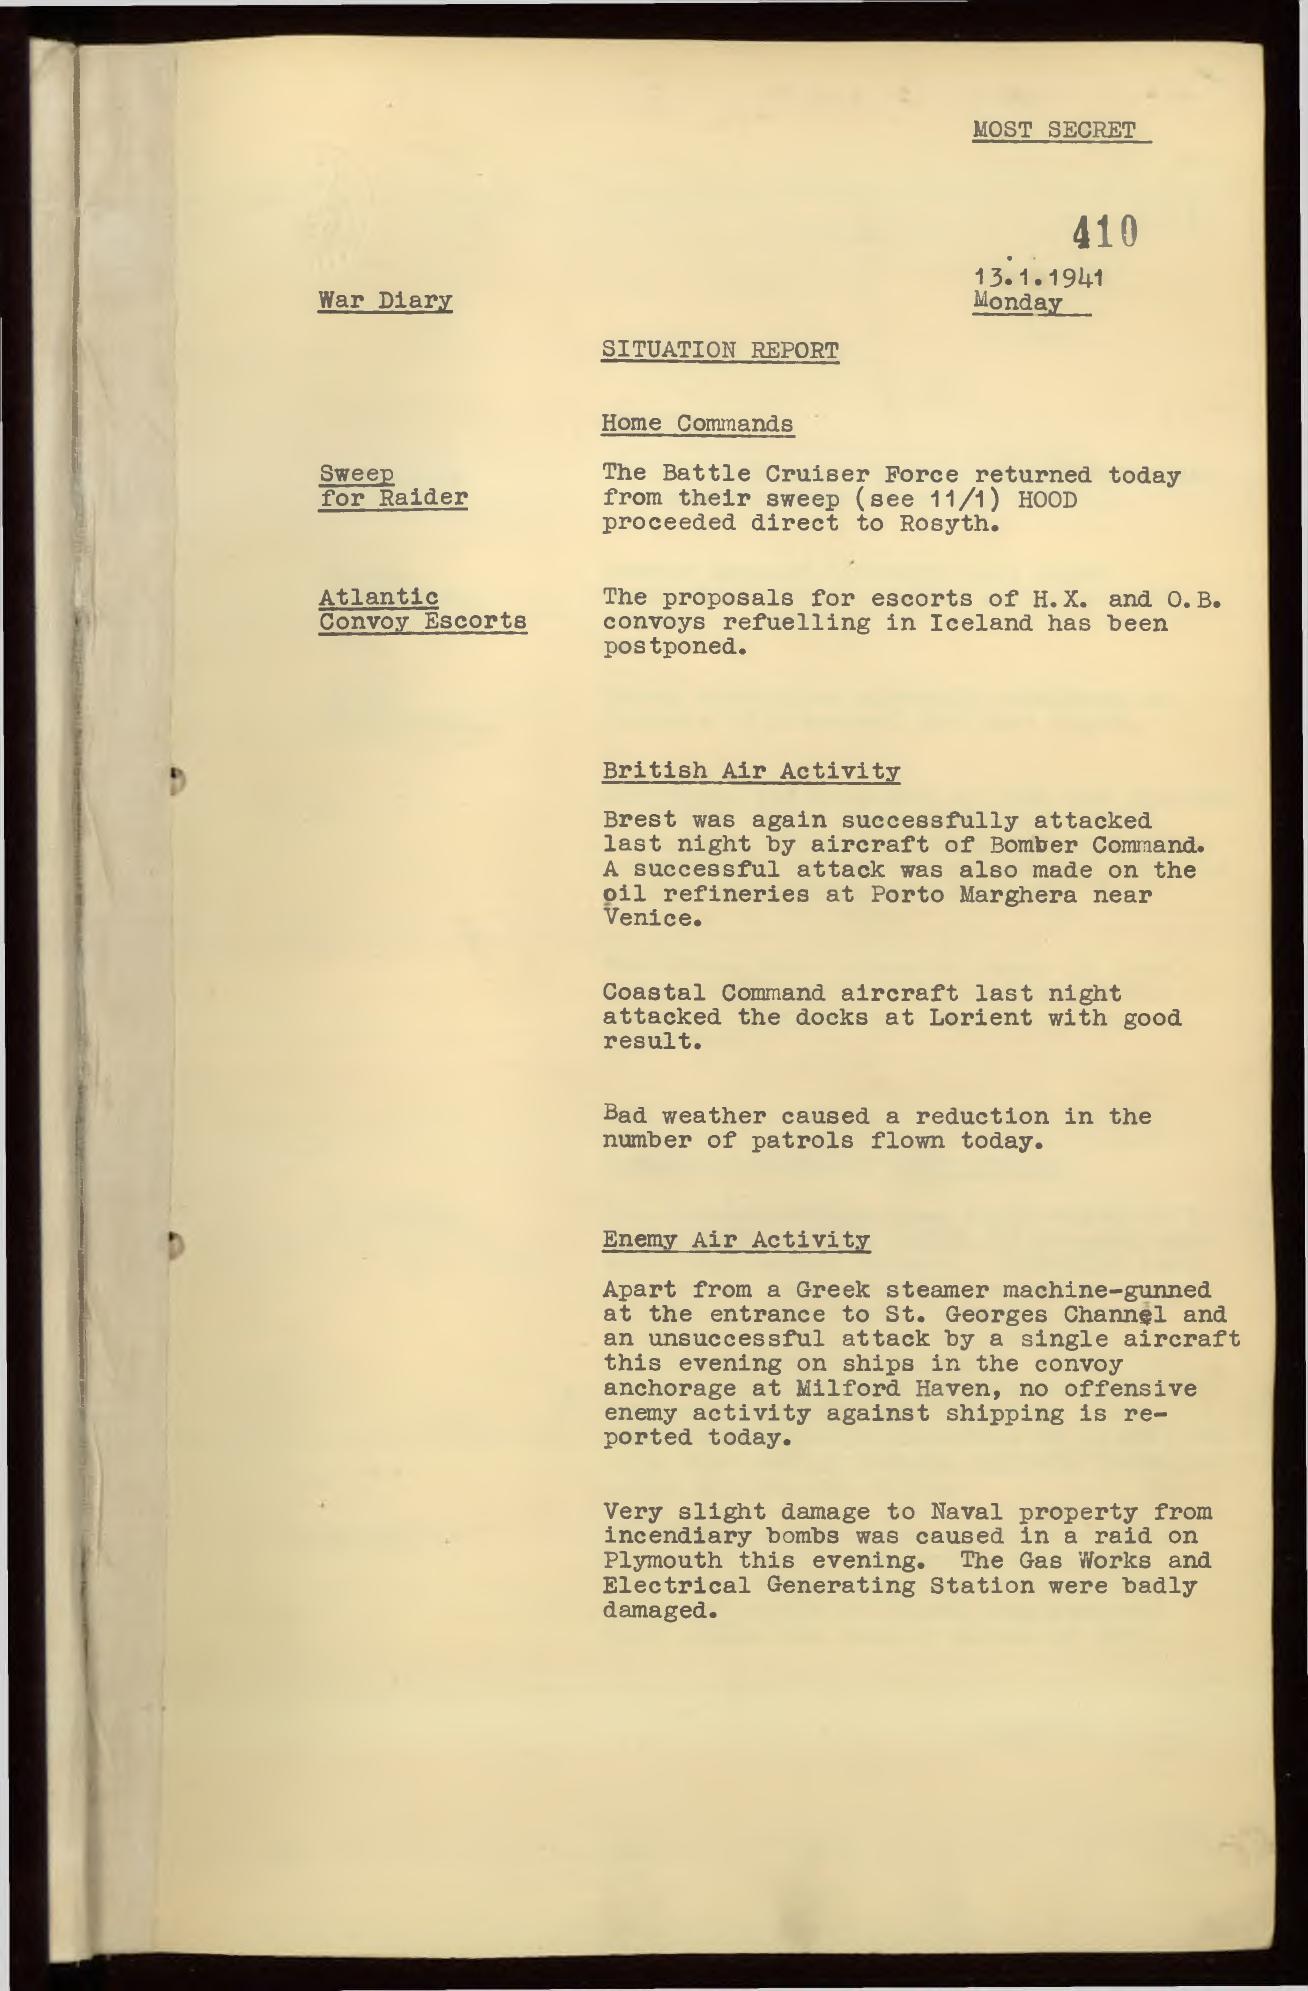 MOST SECRET
410
13.1.1941
War Diary
Monday
SITUATION REPORT
Home Commands
Sweep
for Raider
The Battle Cruiser Force returned today
from their sweep (see 11/1) HOOD
proceeded direct to Rosyth.
Atlantic
Convoy Escorts
The proposals for escorts of H.X. and O.B.
convoys refuelling in Iceland has been
postponed.
British Air Activity
Brest was again successfully attacked
last night by aircraft of Bomber Command.
A successful attack was also made on the
oil refineries at Porto Marghera near
Venice.
Coastal Command aircraft last night
attacked the docks at Lorient with good
result.
Bad weather caused a reduction in the
number of patrols flown today.
Enemy Air Activity
Apart from a Greek steamer machine-gunned
at the entrance to St. Georges Channel and
an unsuccessful attack by a single aircraft
this evening on ships in the convoy
anchorage at Milford Haven, no offensive
enemy activity against shipping is re-
ported today.
Very slight damage to Naval property from
incendiary bombs was caused in a raid on
Plymouth this evening. The Gas Works and
Electrical Generating Station were badly
damaged.